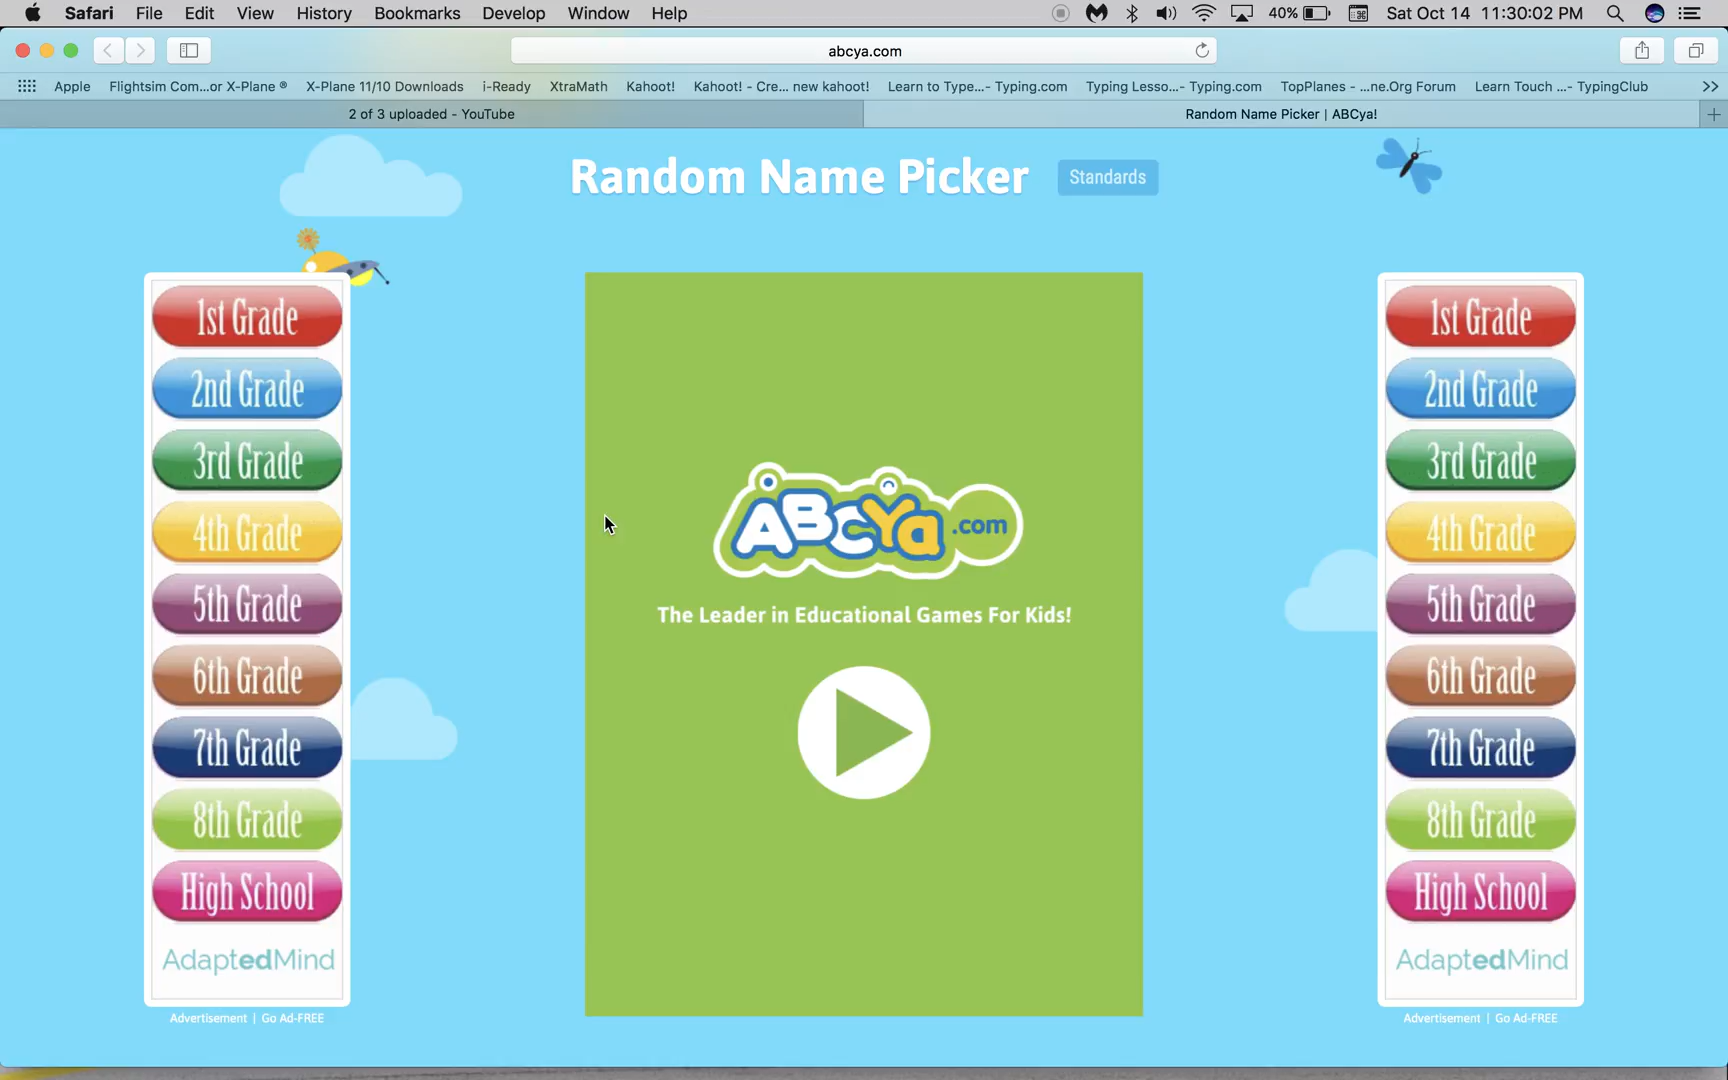 Safari File Edit View History Bookmarks Develop Window Help 40% Sat Oct 14 11:30:02 PM
abcya.com
Apple Flightsim Com...or X-Plane ® X-Plane 11/10 Downloads i-Ready XtraMath Kahoot! Kahoot! - Cre... new kahoot! Learn to Type...- Typing.com Typing Lesso...- Typing.com TopPlanes - ...ne.Org Forum Learn Touch ...- TypingClub
2 of 3 uploaded - YouTube Random Name Picker | ABCya!
Random Name Picker Standards
1st Grade
2nd Grade
3rd Grade
4th Grade
5th Grade
6th Grade
7th Grade
8th Grade
High School
AdaptedMind
Advertisement | Go Ad-FREE
ABCYa.com
The Leader in Educational Games For Kids!
1st Grade
2nd Grade
3rd Grade
4th Grade
5th Grade
6th Grade
7th Grade
8th Grade
High School
AdaptedMind
Advertisement | Go Ad-FREE